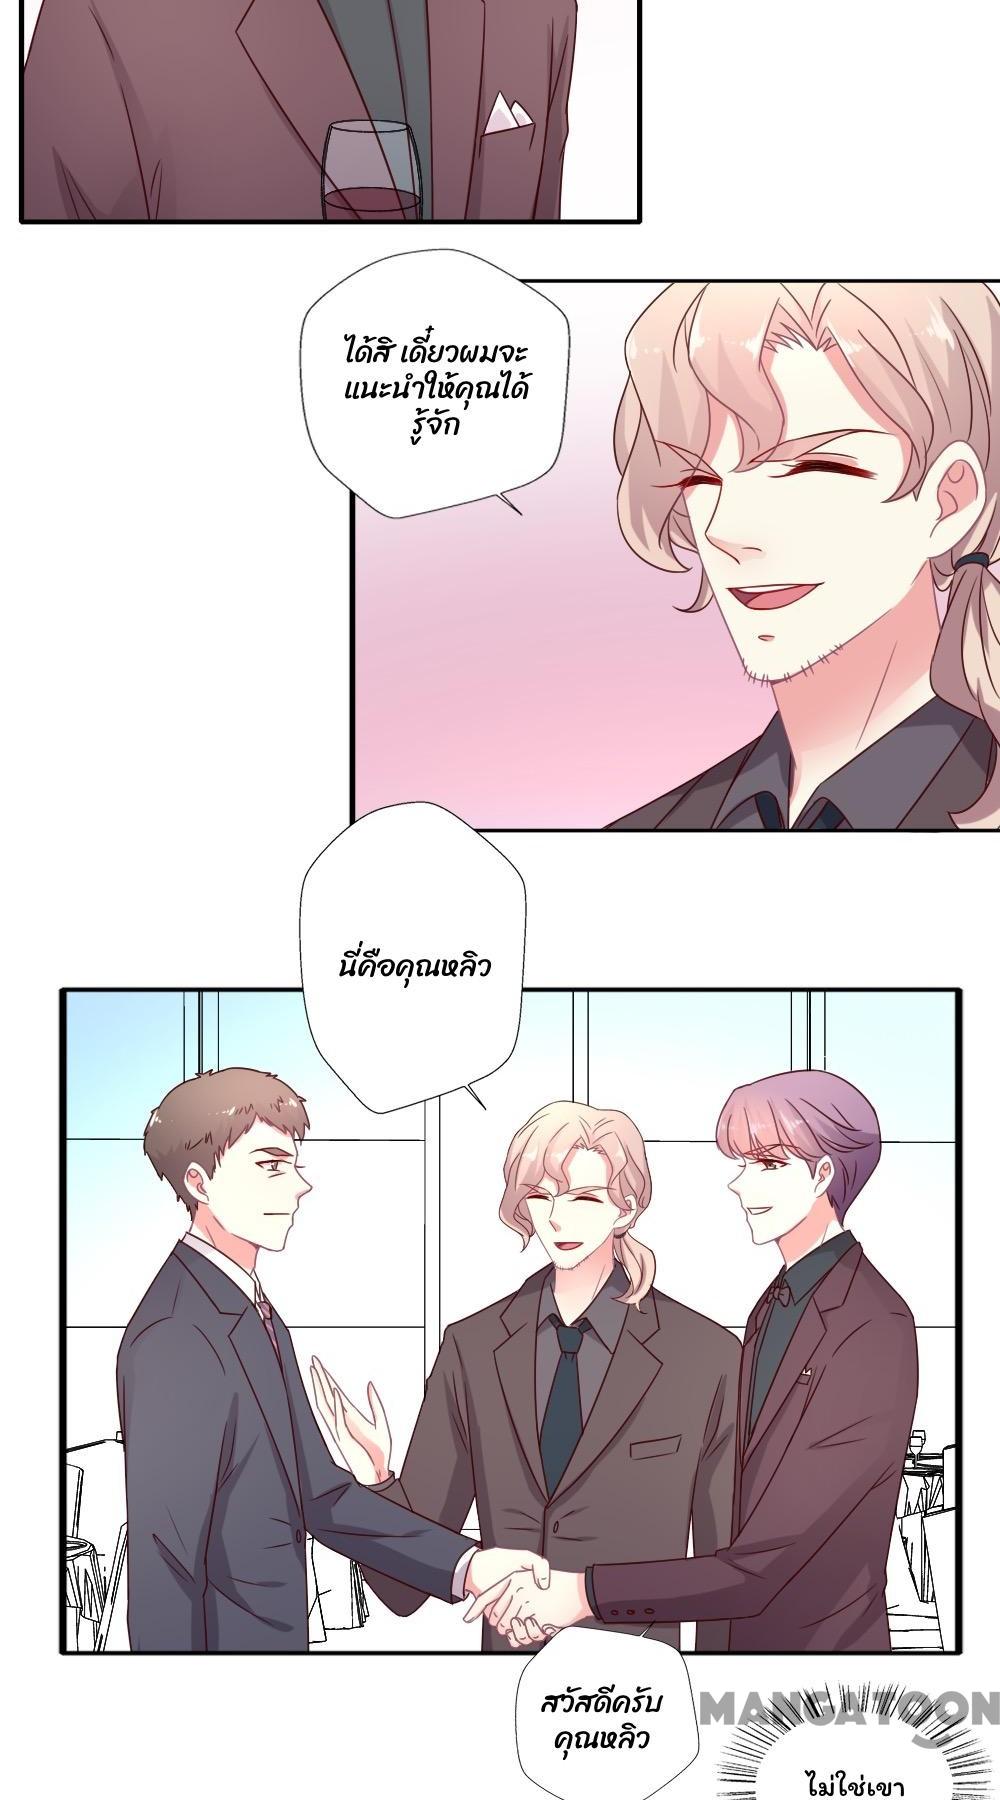 ได้สิ เดี๋ยวผมจะ
แนะนำให้คุณได้
รู้จัก
นี่คือคุณหลิว
สวัสดีครับ
คุณหลิว
MANGATOON
ไม่ใช่เขา